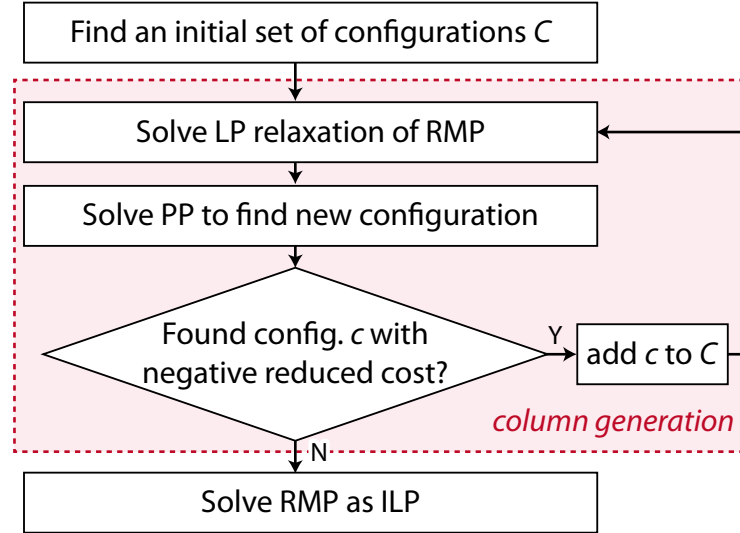 Find an initial set of configurations C
Solve LP relaxation of RMP
Solve PP to find new configuration
Found config. c with
negative reduced cost?
Y
add c to C
column generation
N
Solve RMP as ILP